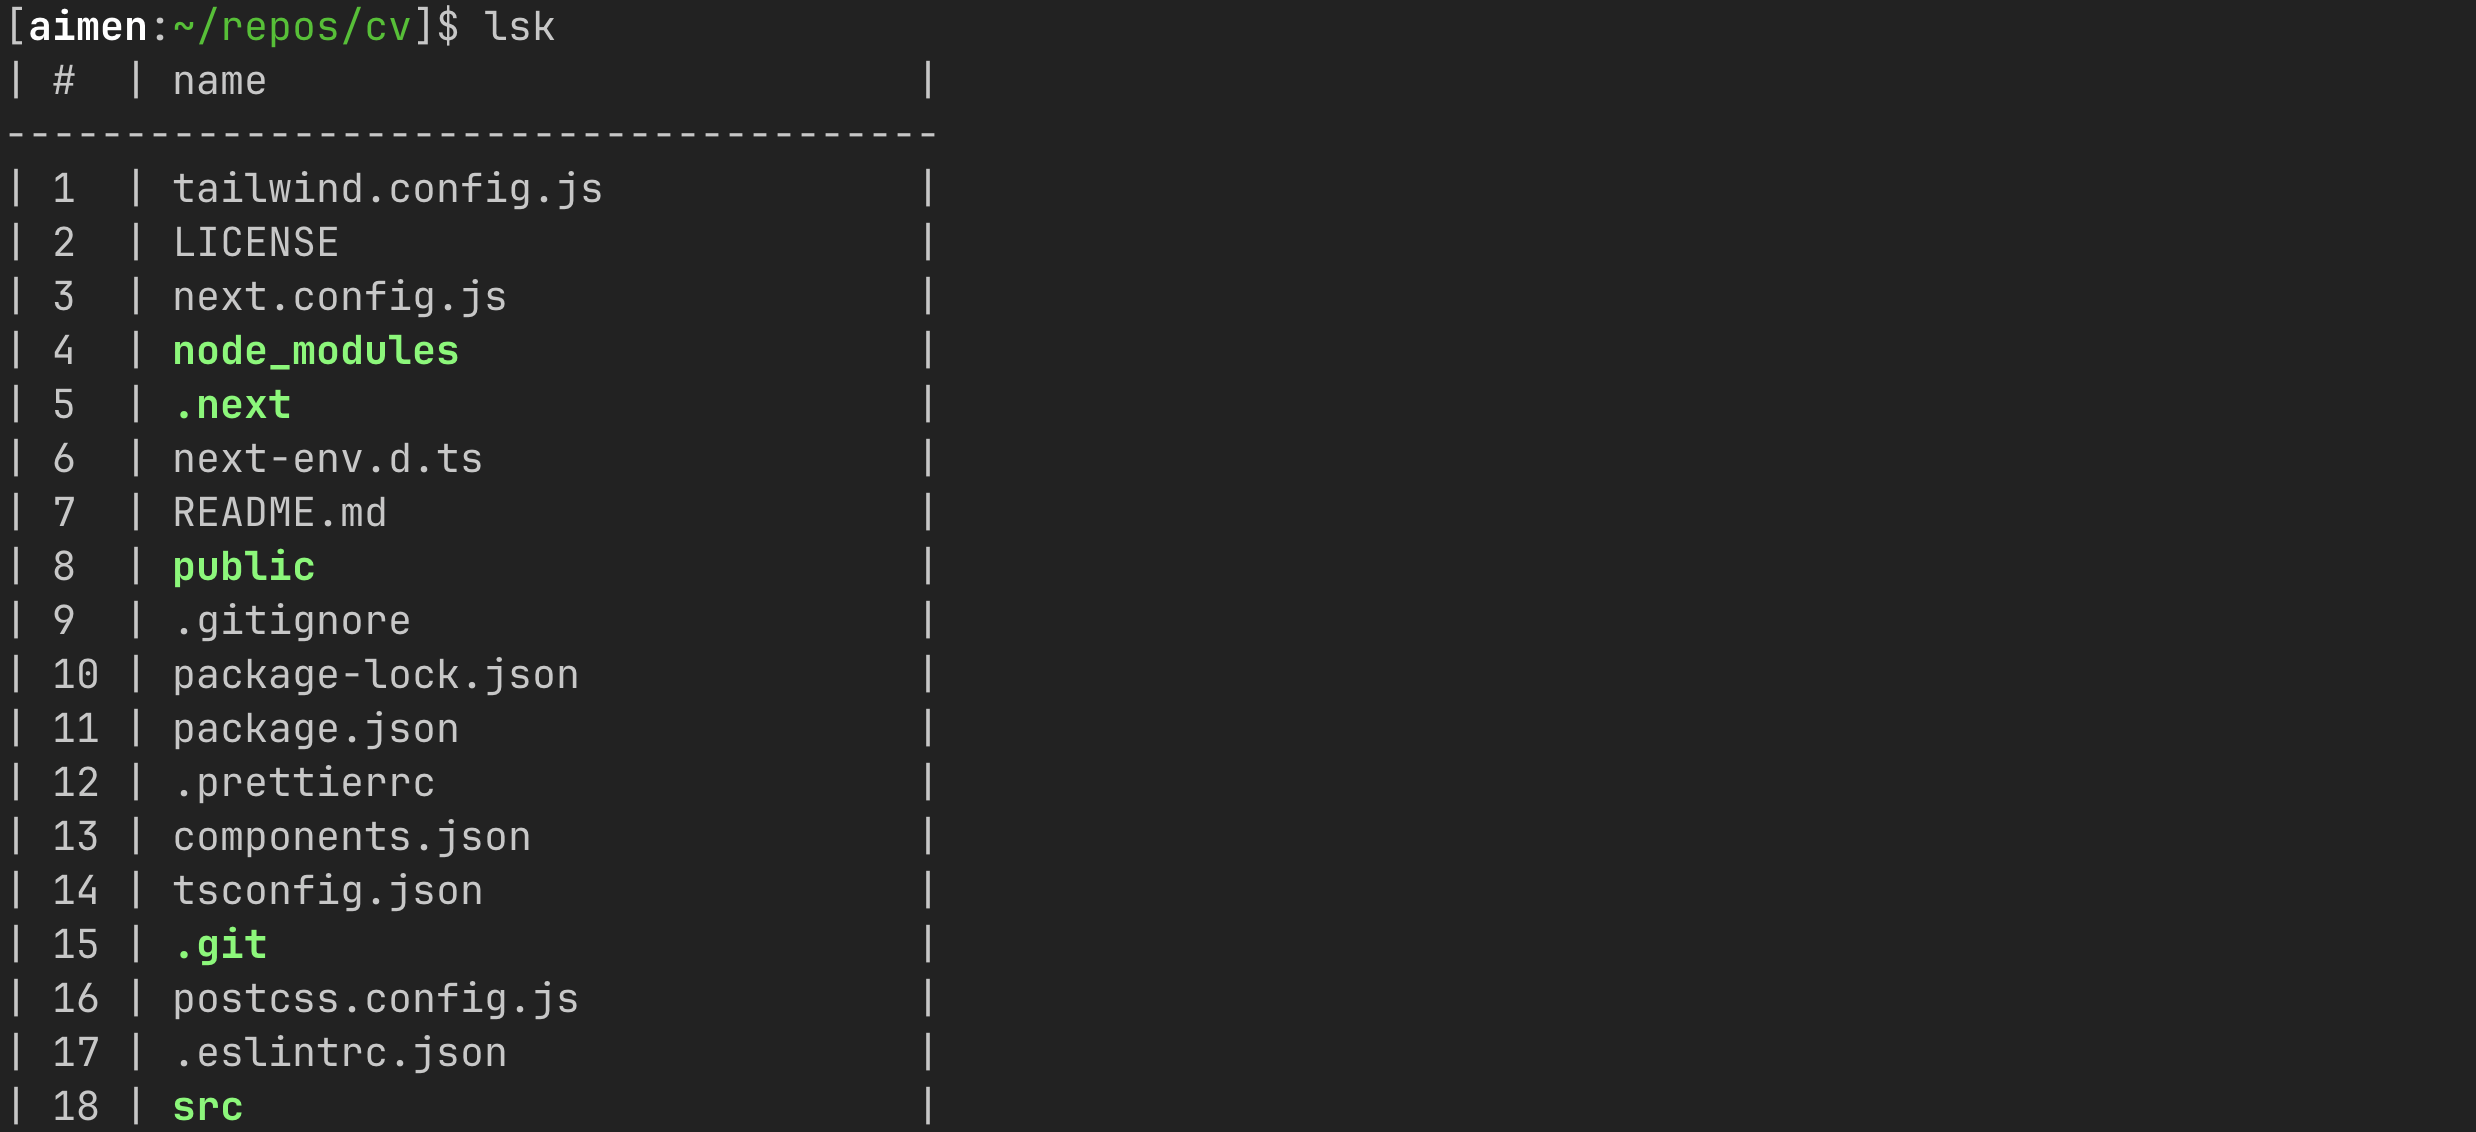 [aimen:~/repos/cv]$ lsk
| #  | name                           |
---------------------------------------
| 1  | tailwind.config.js             |
| 2  | LICENSE                        |
| 3  | next.config.js                 |
| 4  | node_modules                   |
| 5  | .next                          |
| 6  | next-env.d.ts                  |
| 7  | README.md                      |
| 8  | public                         |
| 9  | .gitignore                     |
| 10 | package-lock.json              |
| 11 | package.json                   |
| 12 | .prettierrc                    |
| 13 | components.json                |
| 14 | tsconfig.json                  |
| 15 | .git                           |
| 16 | postcss.config.js              |
| 17 | .eslintrc.json                 |
| 18 | src                            |